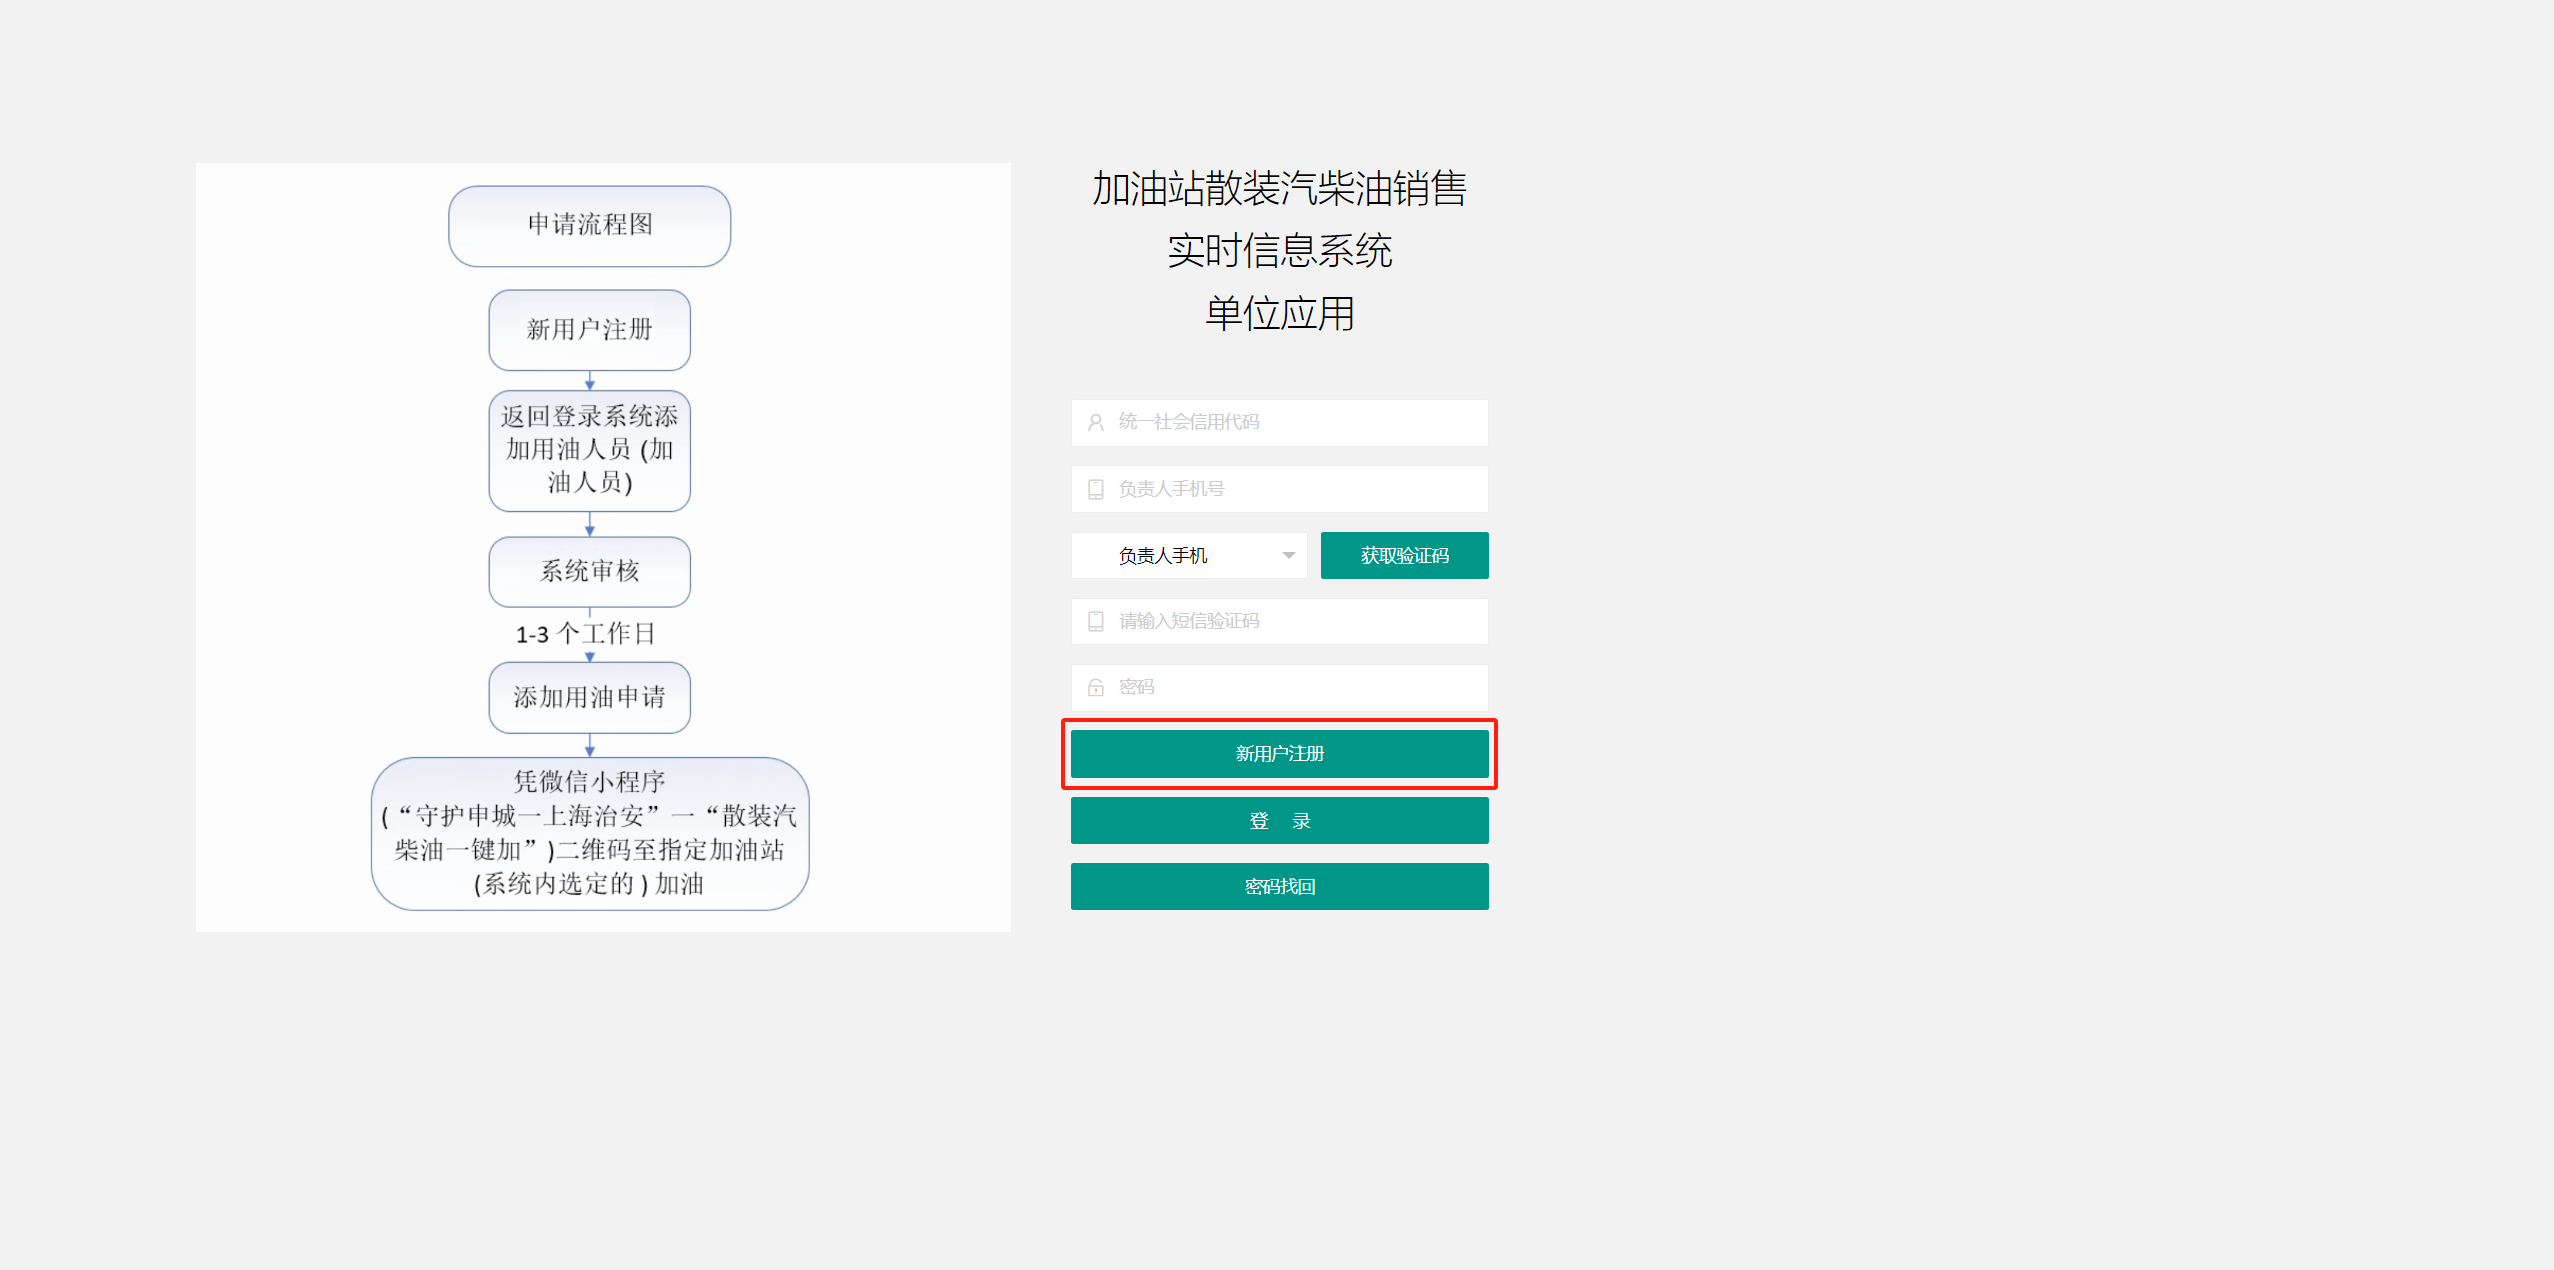 申请流程图
新用户注册
返回登录系统添
加用油人员 (加
油人员)
系统审核
1-3 个工作日
添加用油申请
凭微信小程序
(“守护申城一上海治安”一“散装汽
柴油一键加”)二维码至指定加油站
(系统内选定的 ) 加油
加油站散装汽柴油销售
实时信息系统
单位应用
统一社会信用代码
负责人手机号
负责人手机
获取验证码
请输入短信验证码
密码
新用户注册
登 录
密码找回